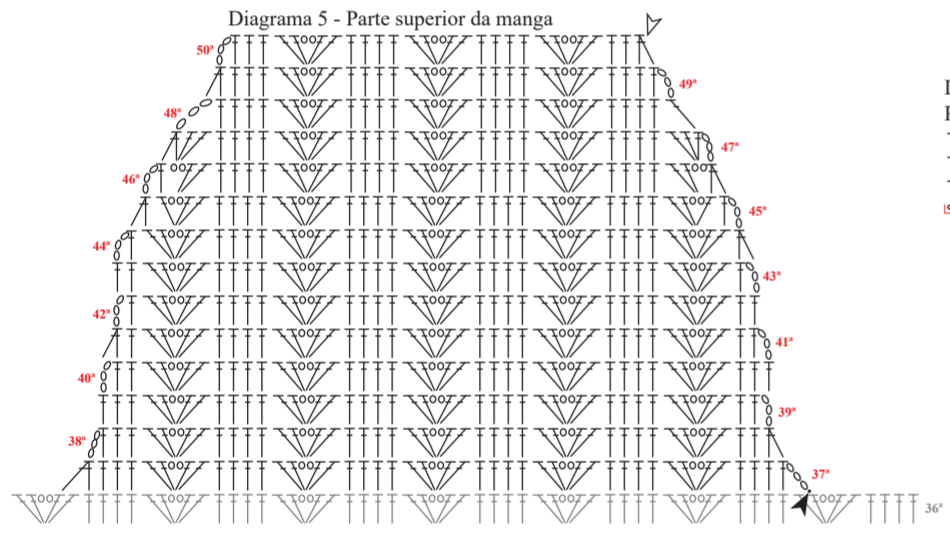 Diagrama 5 - Parte superior da manga
50ª
49ª
48ª
47ª
46ª
45ª
44ª
43ª
42ª
41ª
40ª
39ª
38ª
37ª
36ª